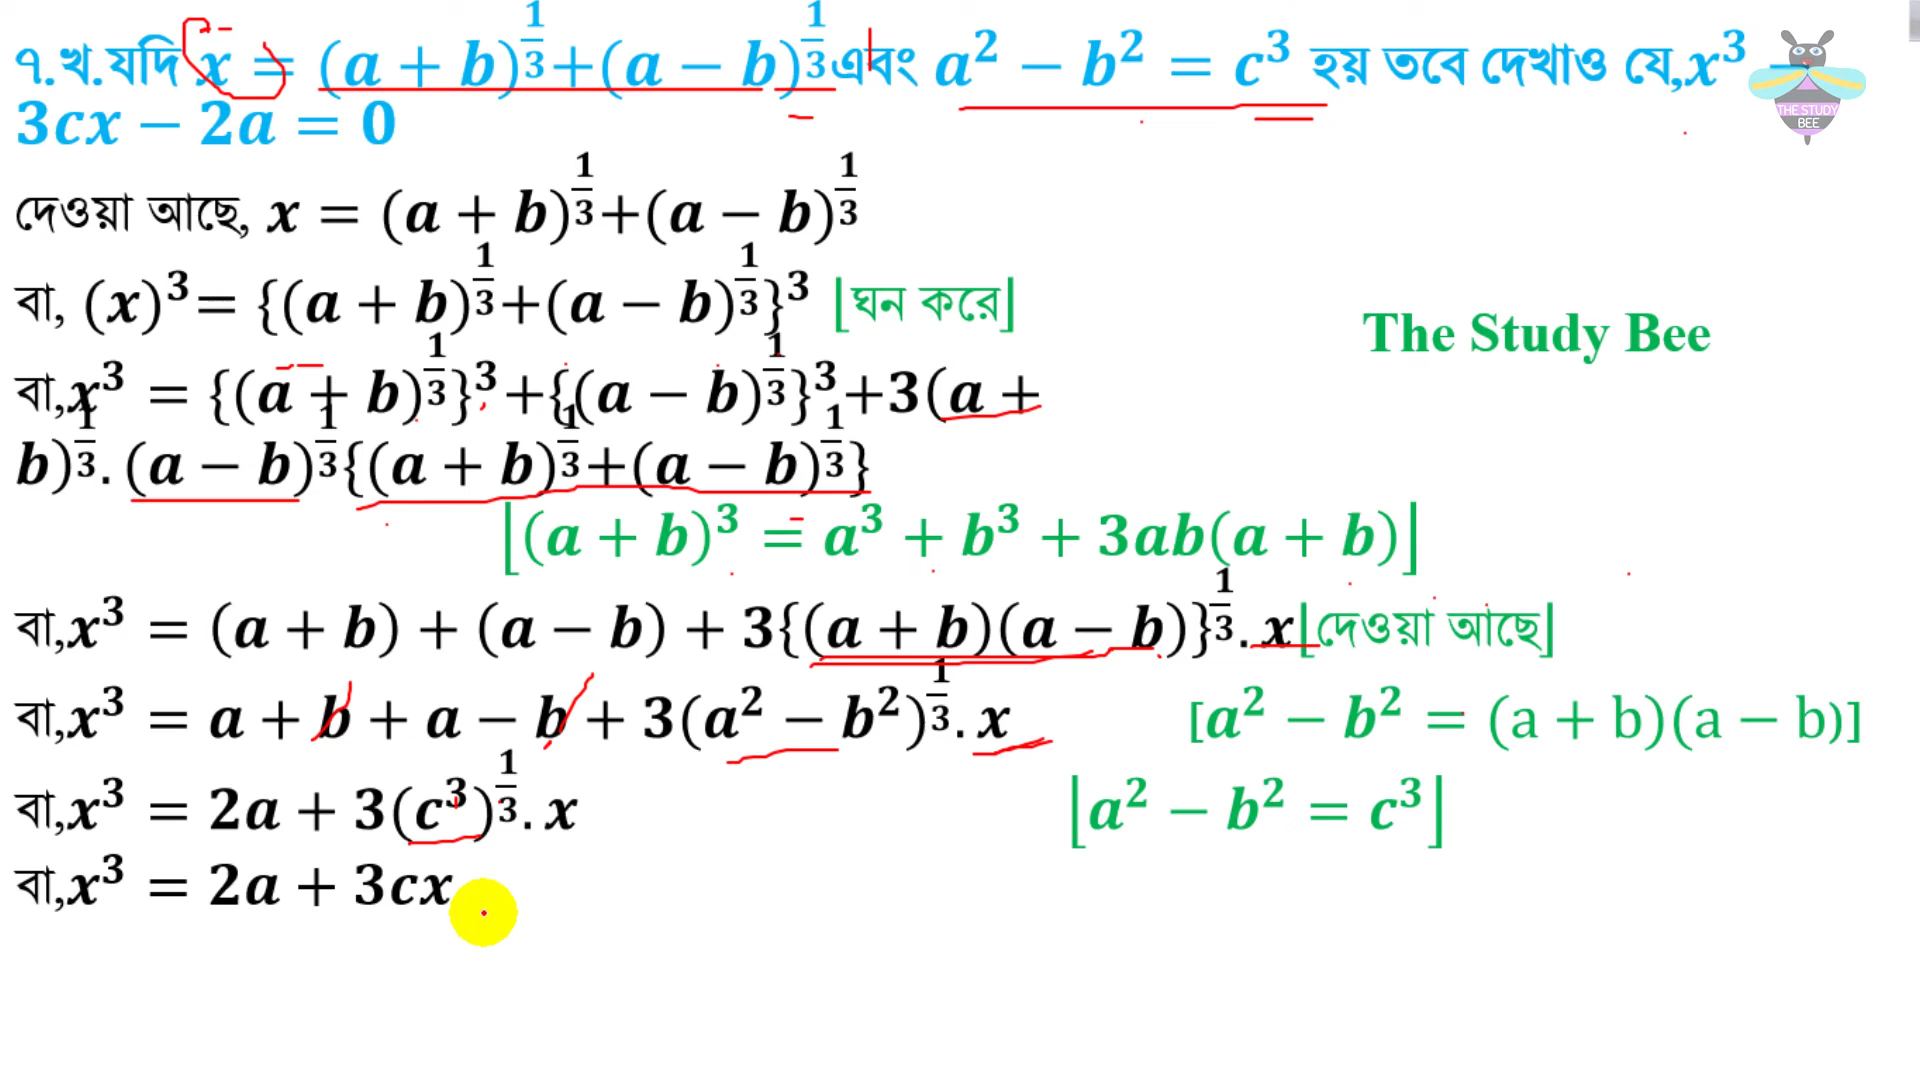 ৭.খ.যদি x = (a + b)^{1/3}+(a − b)^{1/3}এবং a² − b² = c³ হয় তবে দেখাও যে,x³ −
3cx − 2a = 0
THE STUDY
BEE
দেওয়া আছে, x = (a + b)^{1/3}+(a − b)^{1/3}
বা, (x)³= {(a + b)^{1/3}+(a − b)^{1/3}}³ ⌊ঘন করে⌋
The Study Bee
বা,x³ = {(a + b)^{1/3}}³+{(a − b)^{1/3}}³+3(a +
b)^{1/3}. (a − b)^{1/3}{(a + b)^{1/3}+(a − b)^{1/3}}
⌊(a + b)³ = a³ + b³ + 3ab(a + b)⌋
বা,x³ = (a + b) + (a − b) + 3{(a + b)(a − b)}^{1/3}. x⌊দেওয়া আছে⌋
বা,x³ = a + b + a − b + 3(a² − b²)^{1/3}. x [a² − b² = (a + b)(a − b)]
বা,x³ = 2a + 3(c³)^{1/3}. x ⌊a² − b² = c³⌋
বা,x³ = 2a + 3cx